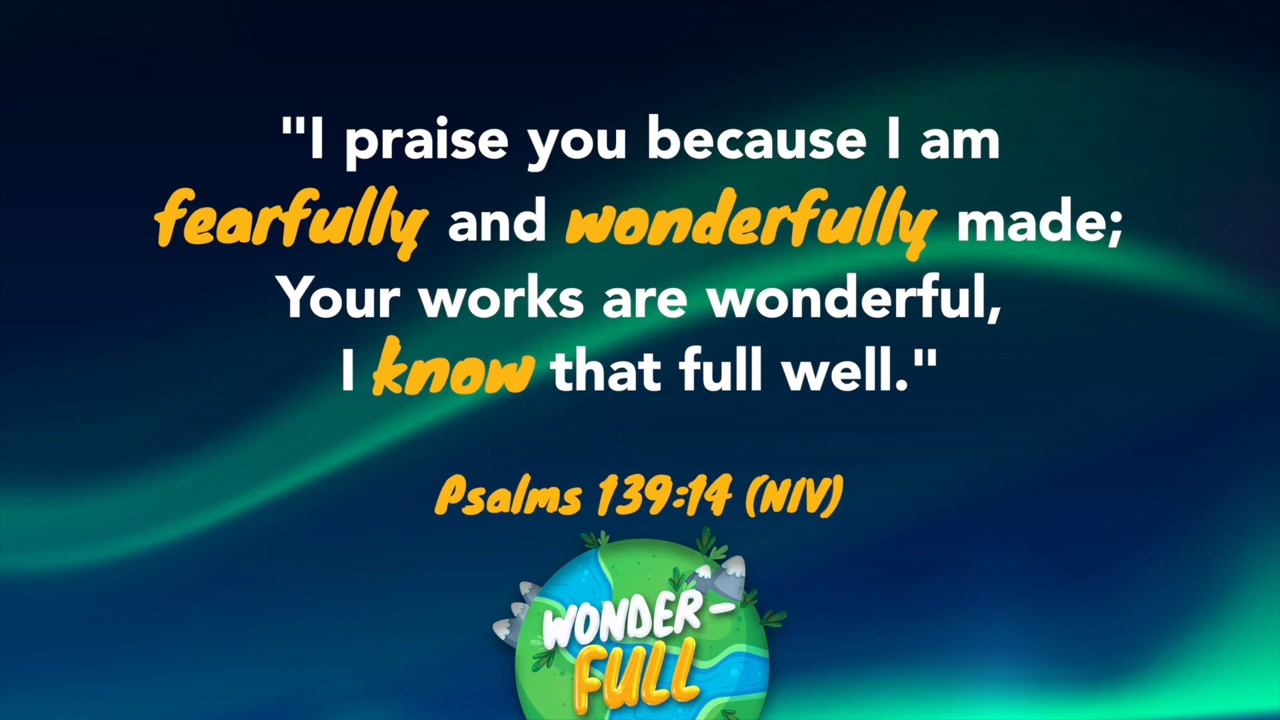 "I praise you because I am
fearfully and wonderfully made;
Your works are wonderful,
I know that full well."
Psalms 139:14 (NIV)
WONDER-
FULL